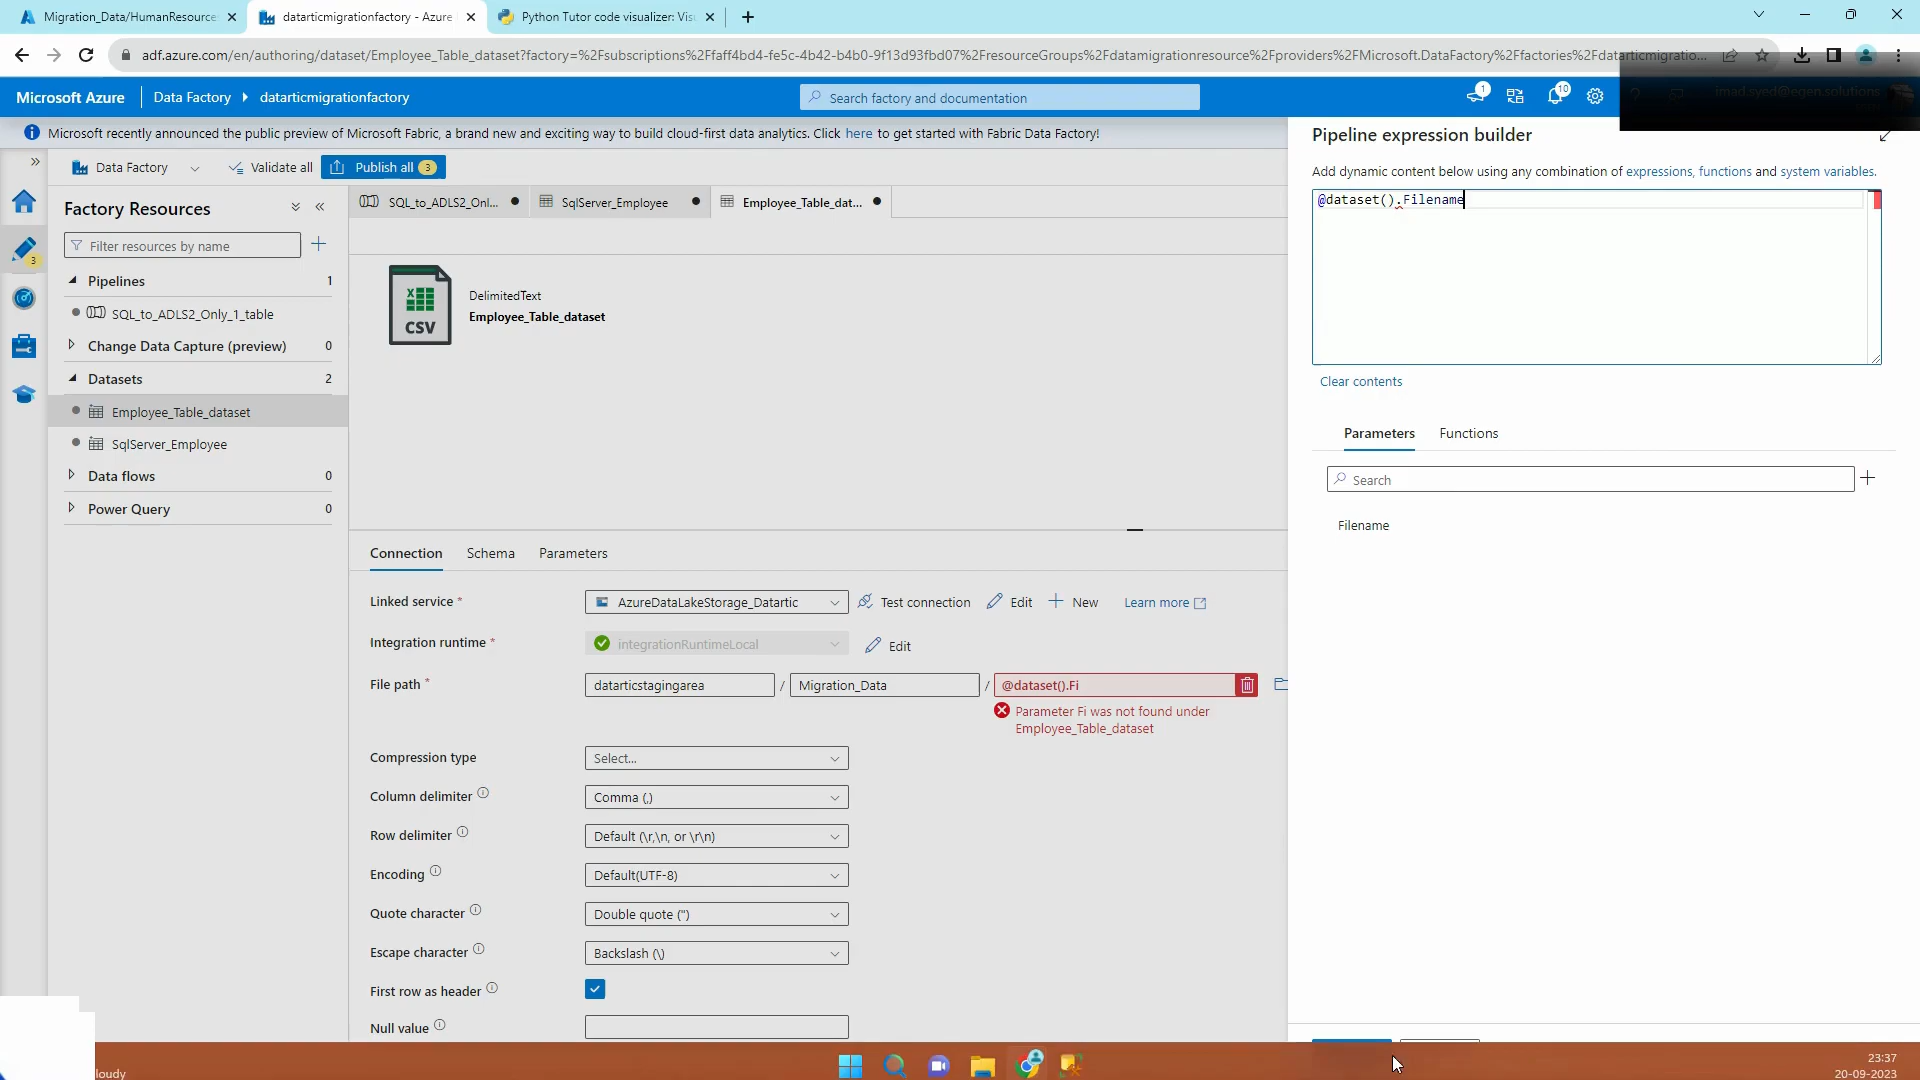 Migration_Data/HumanResource
datarticmigrationfactory - Azure
Python Tutor code visualizer: Vis
adf.azure.com/en/authoring/dataset/Employee_Table_dataset?factory=%2Fsubscriptions%2Ffaff4bd4-fe5c-4b42-b4b0-9f13d93fbd07%2FresourceGroups%2Fdatamigrationresource%2Fproviders%2FMicrosoft.DataFactory%2Ffactories%2Fdatarticmigratio...
Microsoft Azure
Data Factory
datarticmigrationfactory
Search factory and documentation
1
10
imad.syed@egen.solutions
Microsoft recently announced the public preview of Microsoft Fabric, a brand new and exciting way to build cloud-first data analytics. Click here to get started with Fabric Data Factory!
Data Factory
Validate all
Publish all 3
3
Factory Resources
Filter resources by name
Pipelines 1
SQL_to_ADLS2_Only_1_table
Change Data Capture (preview) 0
Datasets 2
Employee_Table_dataset
SqlServer_Employee
Data flows 0
Power Query 0
SQL_to_ADLS2_Onl...
SqlServer_Employee
Employee_Table_dat...
CSV
DelimitedText
Employee_Table_dataset
Connection
Schema
Parameters
Linked service *
AzureDataLakeStorage_Datartic
Test connection
Edit
New
Learn more
Integration runtime *
integrationRuntimeLocal
Edit
File path *
datarticstagingarea / Migration_Data / @dataset().Fi
Parameter Fi was not found under
Employee_Table_dataset
Compression type
Select...
Column delimiter
Comma (,)
Row delimiter
Default (\r,\n, or \r\n)
Encoding
Default(UTF-8)
Quote character
Double quote (")
Escape character
Backslash (\)
First row as header
Null value
Pipeline expression builder
Add dynamic content below using any combination of expressions, functions and system variables.
@dataset().Filename
Clear contents
Parameters
Functions
Search
Filename
loudy
23:37
20-09-2023